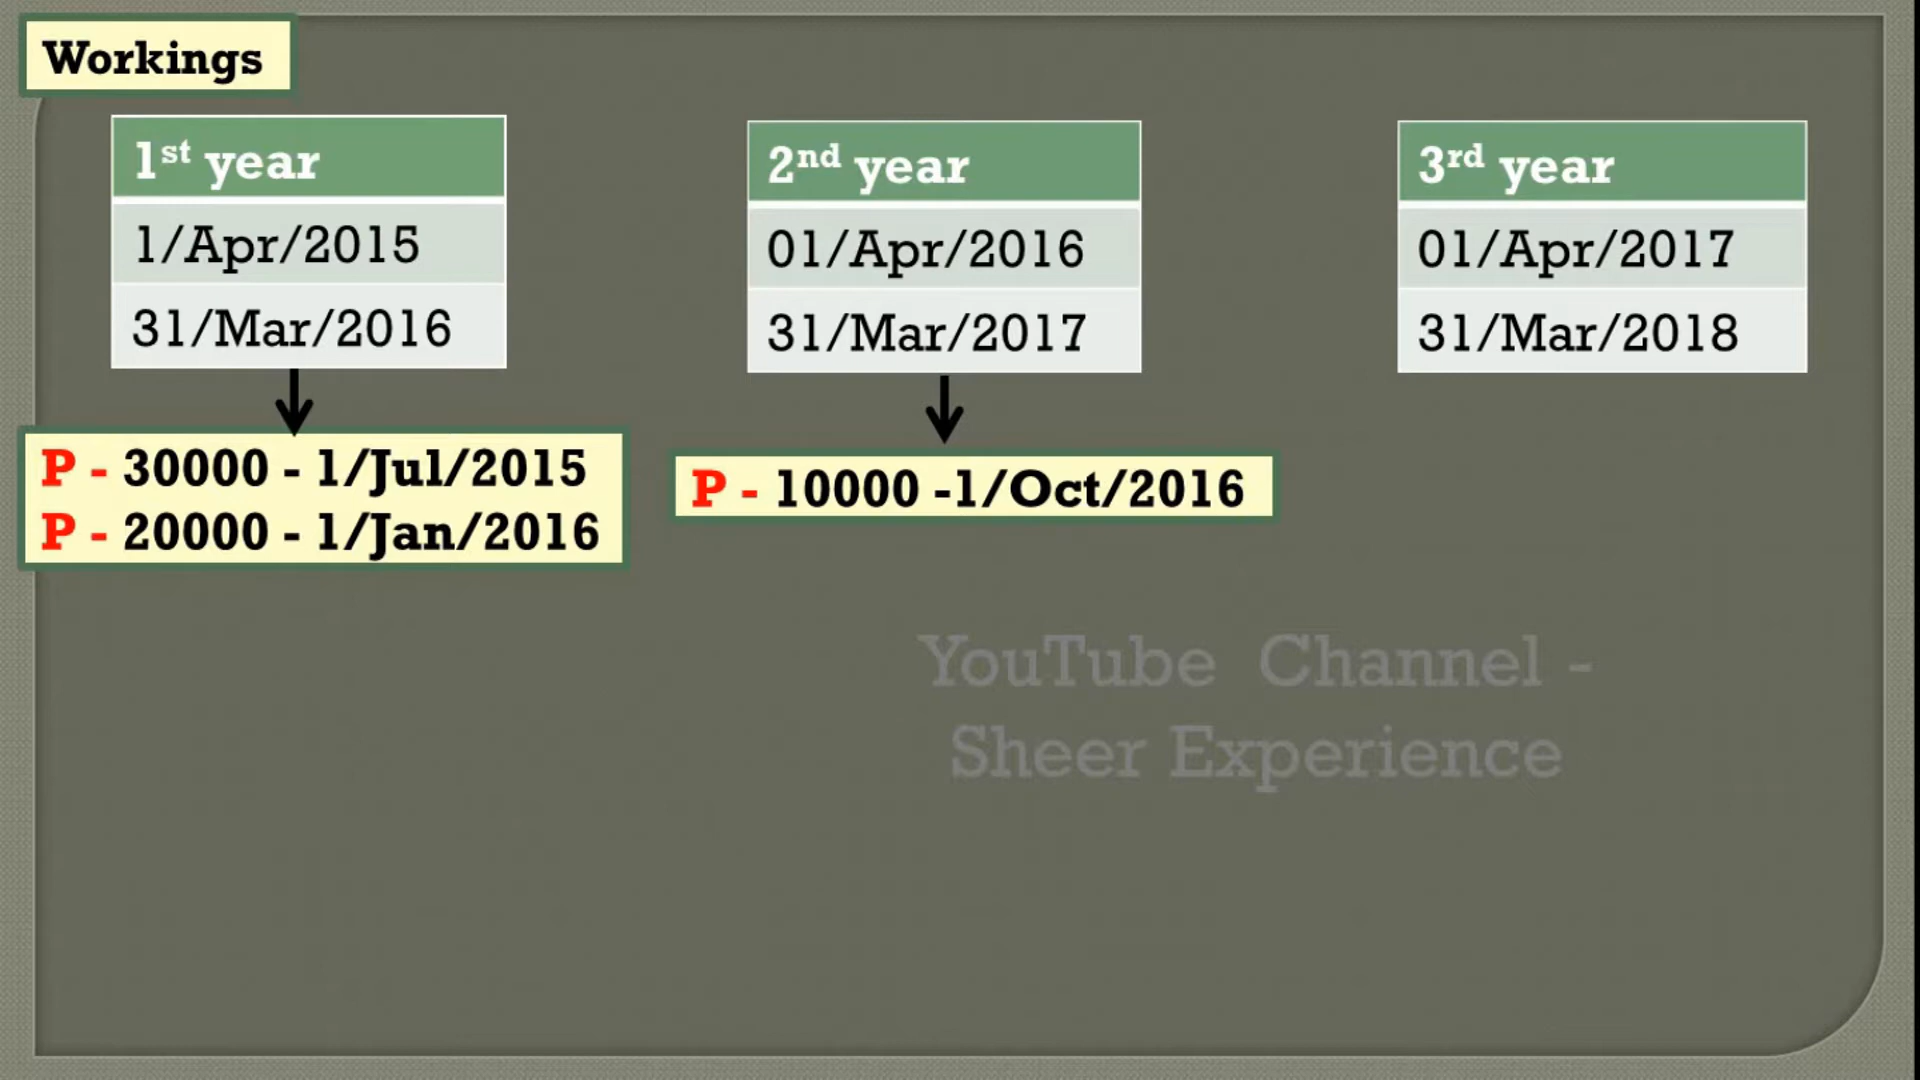 Workings
1st year
1/Apr/2015
31/Mar/2016
P - 30000 - 1/Jul/2015
P - 20000 - 1/Jan/2016
2nd year
01/Apr/2016
31/Mar/2017
P - 10000 -1/Oct/2016
3rd year
01/Apr/2017
31/Mar/2018
YouTube Channel -
Sheer Experience